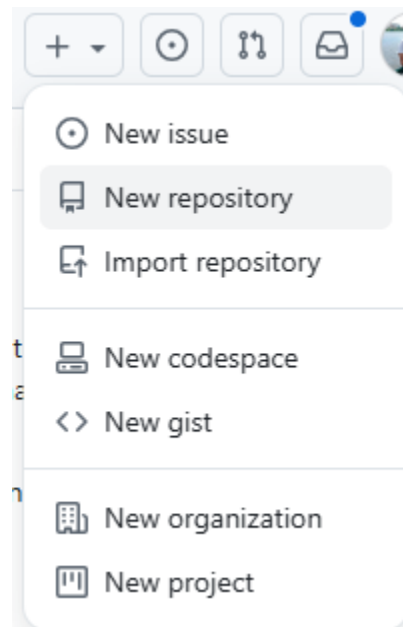 New issue
New repository
Import repository
New codespace
New gist
New organization
New project